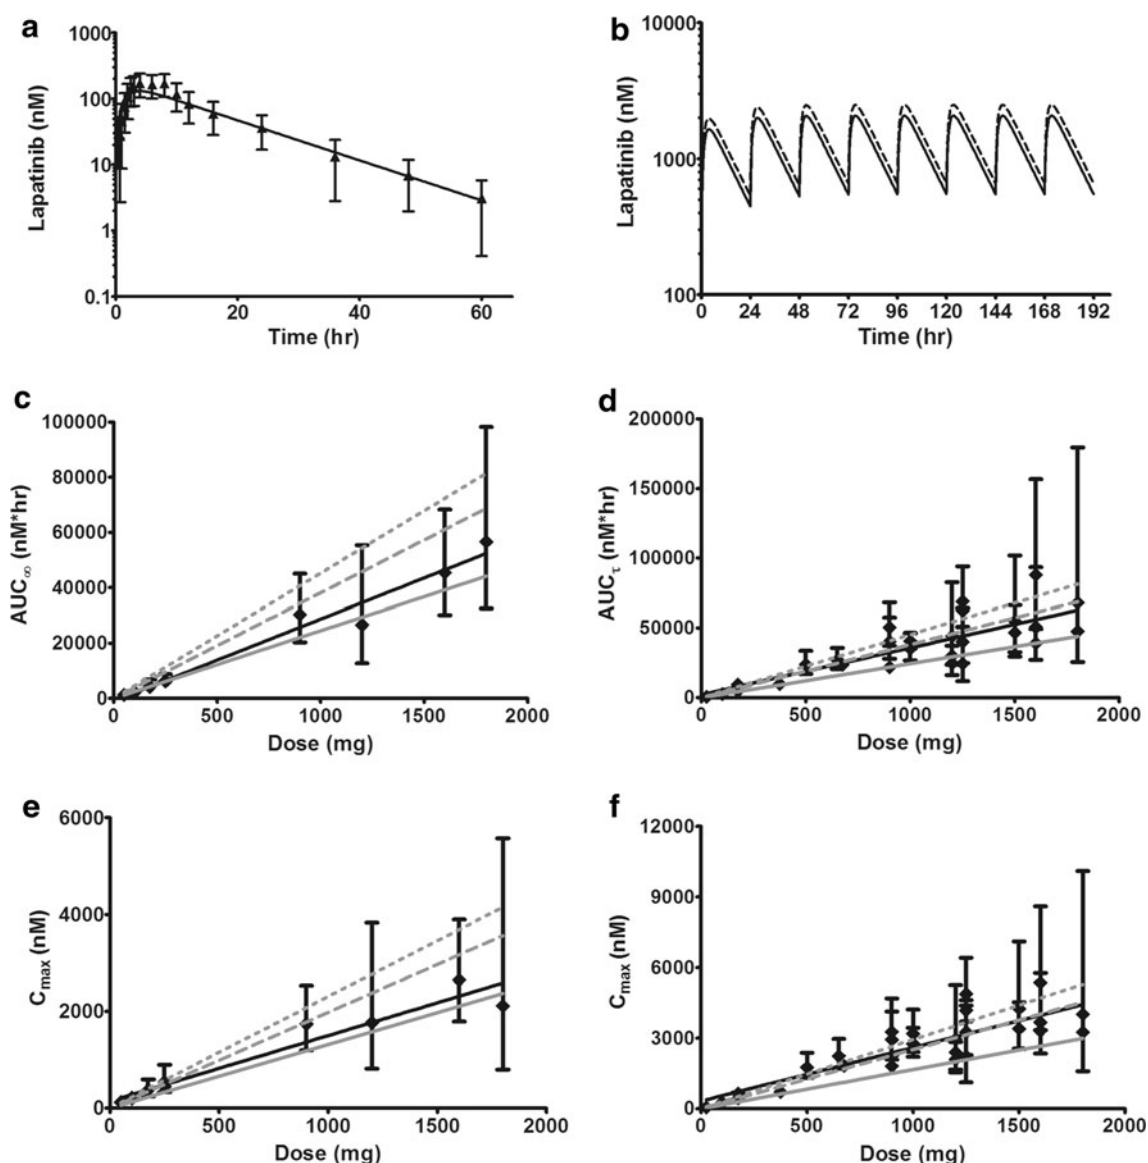 a
1000
100
10
1
0.1
Lapatinib (nM)
0 20 40 60
Time (hr)
b
10000
1000
100
Lapatinib (nM)
0 24 48 72 96 120 144 168 192
Time (hr)
c
100000
80000
60000
40000
20000
0
AUC∞ (nM*hr)
500 1000 1500 2000
Dose (mg)
d
200000
150000
100000
50000
0
AUCτ (nM*hr)
0 500 1000 1500 2000
Dose (mg)
e
6000
4000
2000
0
Cmax (nM)
0 500 1000 1500 2000
Dose (mg)
f
12000
9000
6000
3000
0
Cmax (nM)
0 500 1000 1500 2000
Dose (mg)